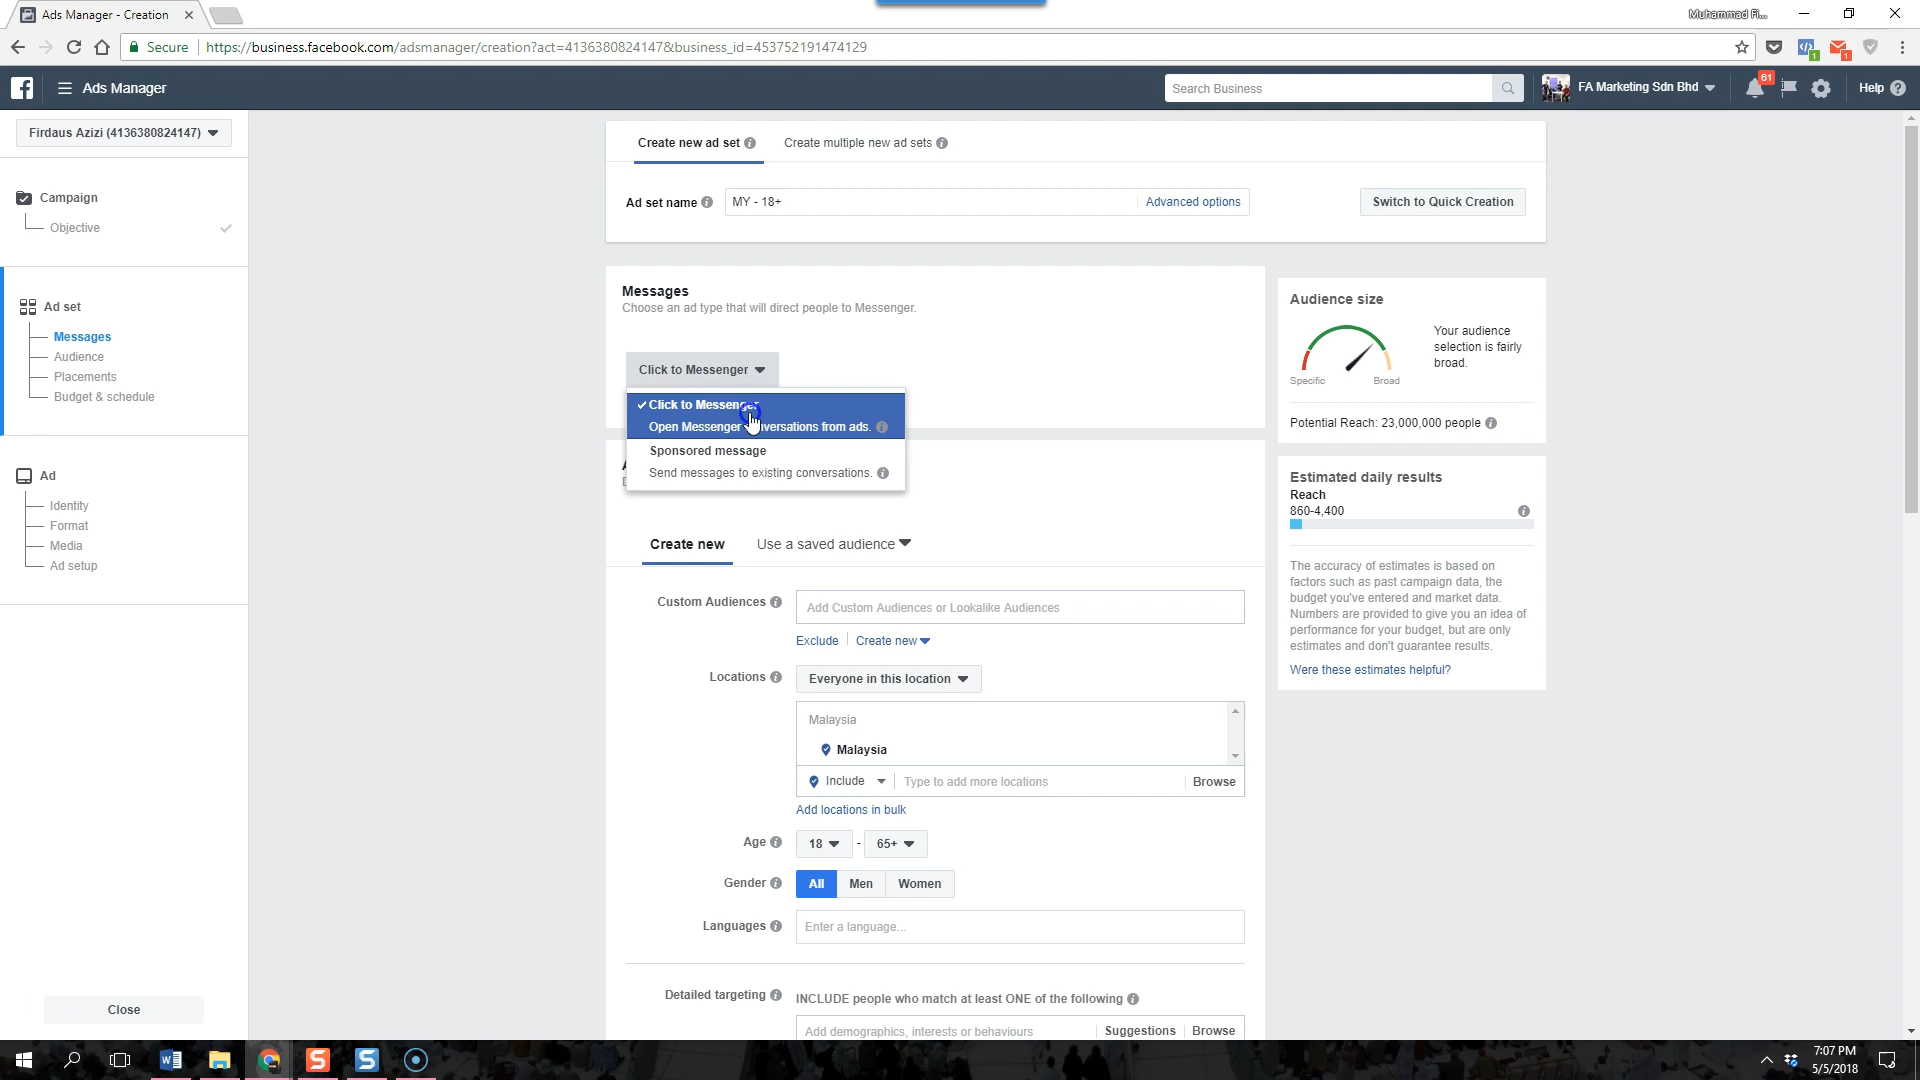 Ads Manager - Creation
Muhammad Fi...
Secure
https://business.facebook.com/adsmanager/creation?act=4136380824147&business_id=453752191474129
Ads Manager
Search Business
FA Marketing Sdn Bhd
61
Help
Firdaus Azizi (4136380824147)
Campaign
Objective
Ad set
Messages
Audience
Placements
Budget & schedule
Ad
Identity
Format
Media
Ad setup
Close
Create new ad set
Create multiple new ad sets
Ad set name
MY - 18+
Advanced options
Switch to Quick Creation
Messages
Choose an ad type that will direct people to Messenger.
Click to Messenger
Click to Messenger
Open Messenger conversations from ads.
Sponsored message
Send messages to existing conversations.
Create new
Use a saved audience
Custom Audiences
Add Custom Audiences or Lookalike Audiences
Exclude
Create new
Locations
Everyone in this location
Malaysia
Malaysia
Include
Type to add more locations
Browse
Add locations in bulk
Age
18
-
65+
Gender
All
Men
Women
Languages
Enter a language...
Detailed targeting
INCLUDE people who match at least ONE of the following
Add demographics, interests or behaviours
Suggestions
Browse
Audience size
Specific
Broad
Your audience
selection is fairly
broad.
Potential Reach: 23,000,000 people
Estimated daily results
Reach
860-4,400
The accuracy of estimates is based on
factors such as past campaign data, the
budget you've entered and market data.
Numbers are provided to give you an idea of
performance for your budget, but are only
estimates and don't guarantee results.
Were these estimates helpful?
7:07 PM
5/5/2018